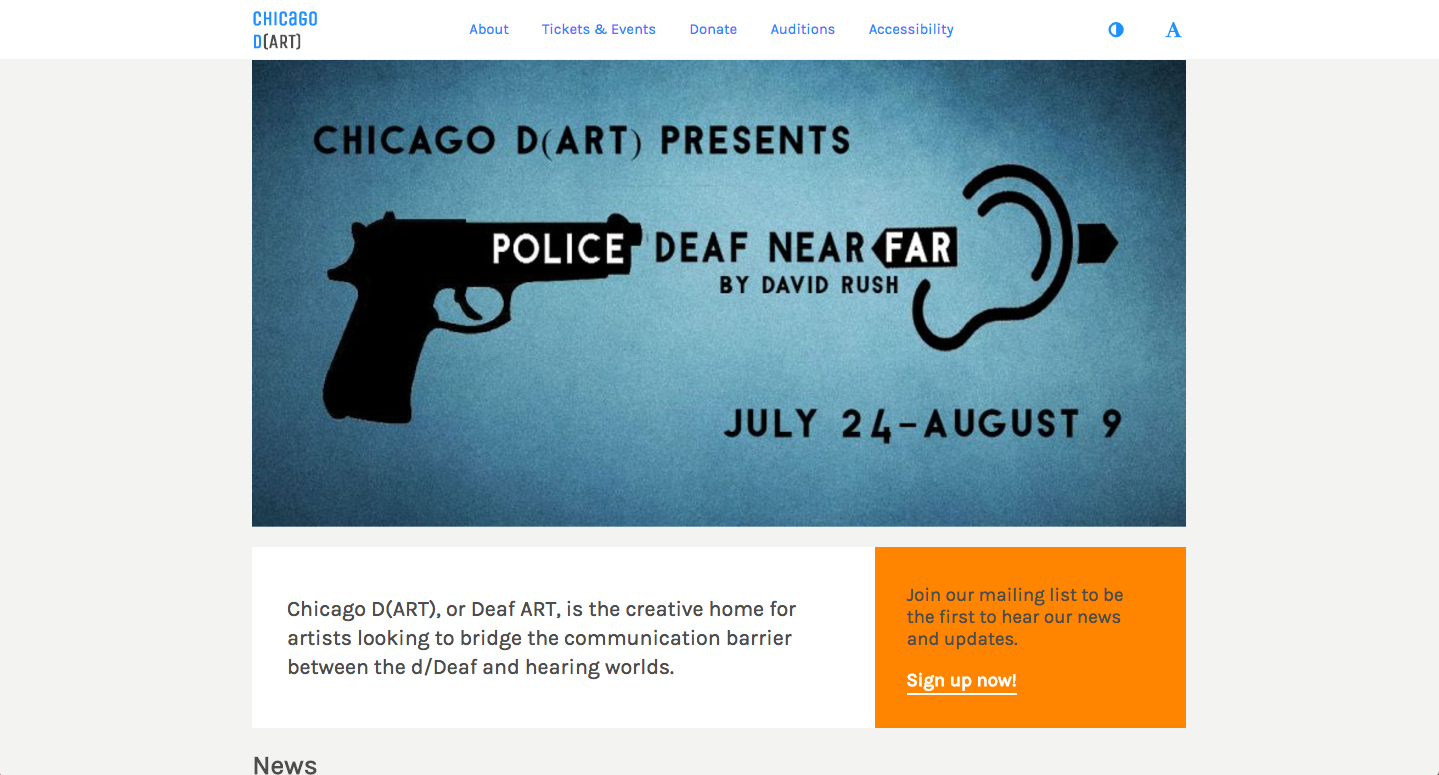 CHICAGO
D(ART)
About
Tickets & Events
Donate
Auditions
Accessibility
A
CHICAGO D(ART) PRESENTS
POLICE DEAF NEAR FAR
BY DAVID RUSH
JULY 24-AUGUST 9
Chicago D(ART), or Deaf ART, is the creative home for
artists looking to bridge the communication barrier
between the d/Deaf and hearing worlds.
Join our mailing list to be
the first to hear our news
and updates.
Sign up now!
News